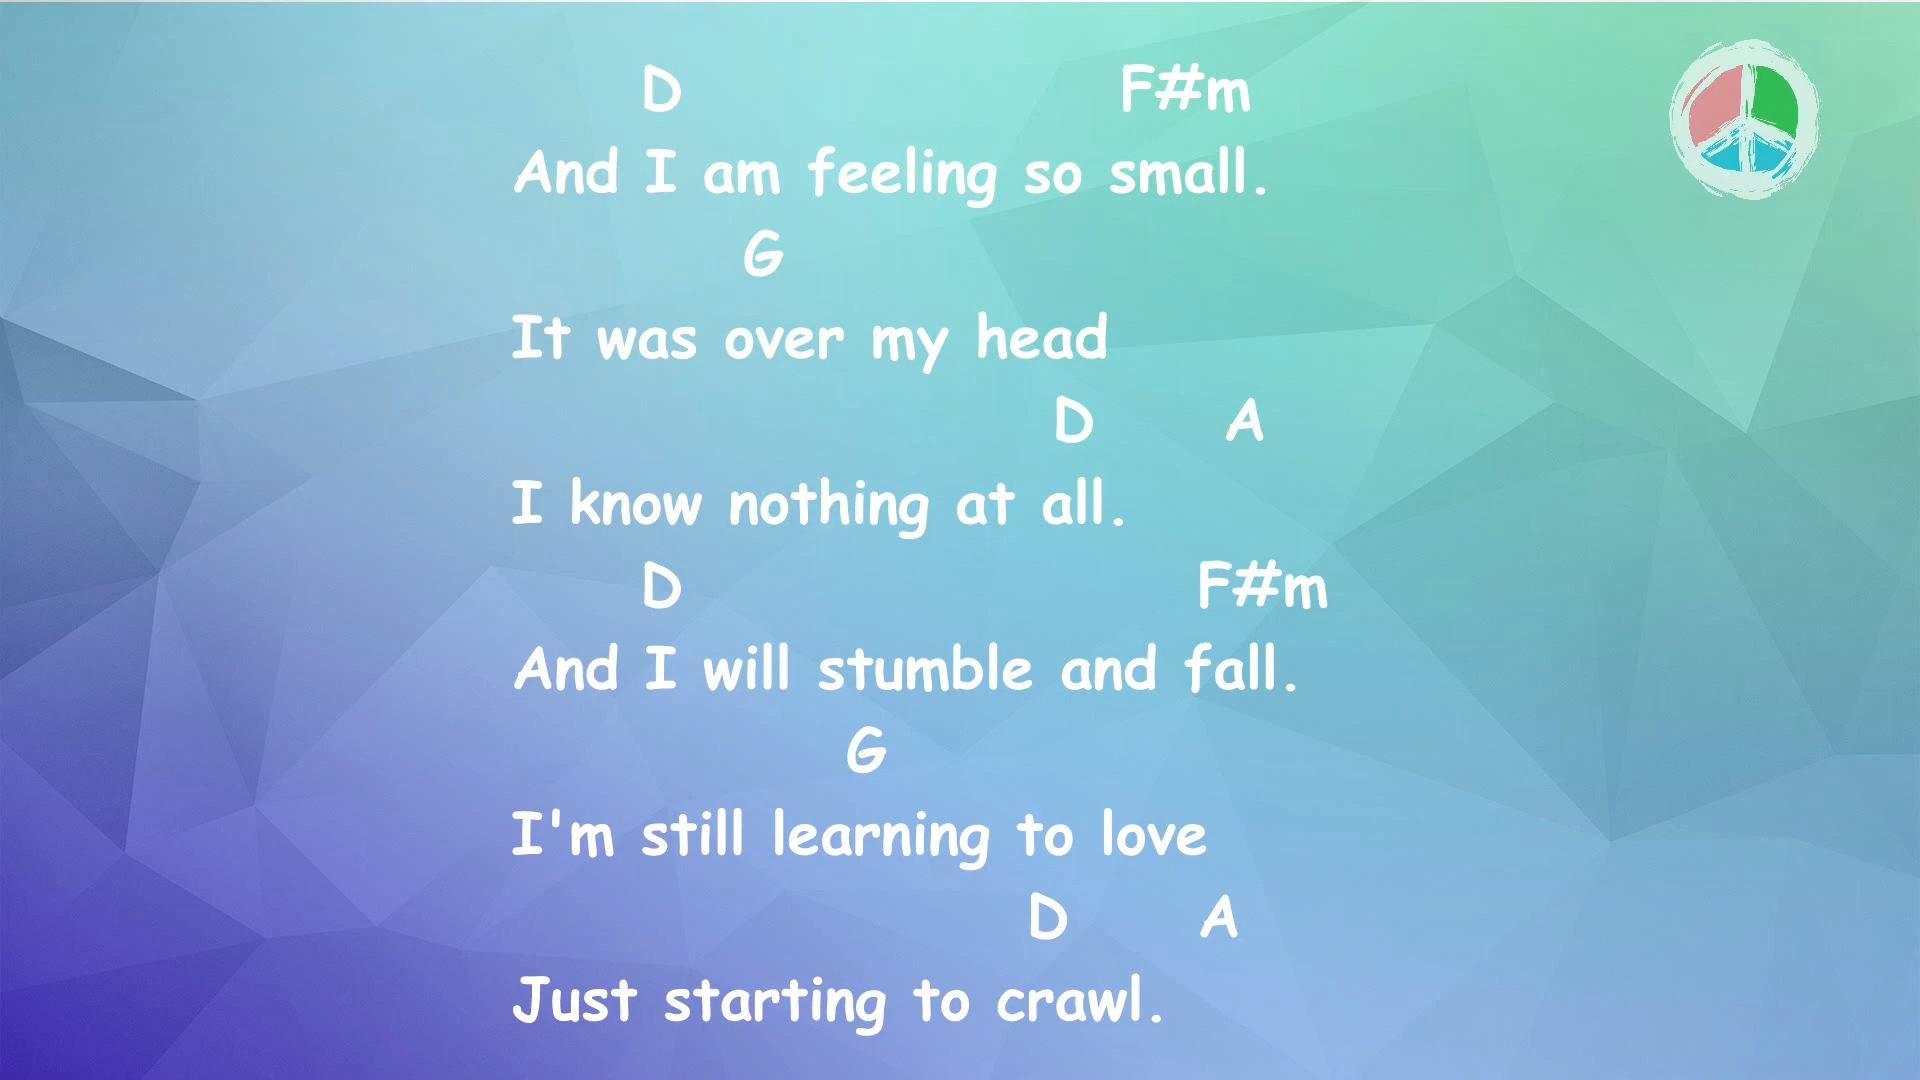 D F#m
And I am feeling so small.
G
It was over my head
D A
I know nothing at all.
D F#m
And I will stumble and fall.
G
I'm still learning to love
D A
Just starting to crawl.